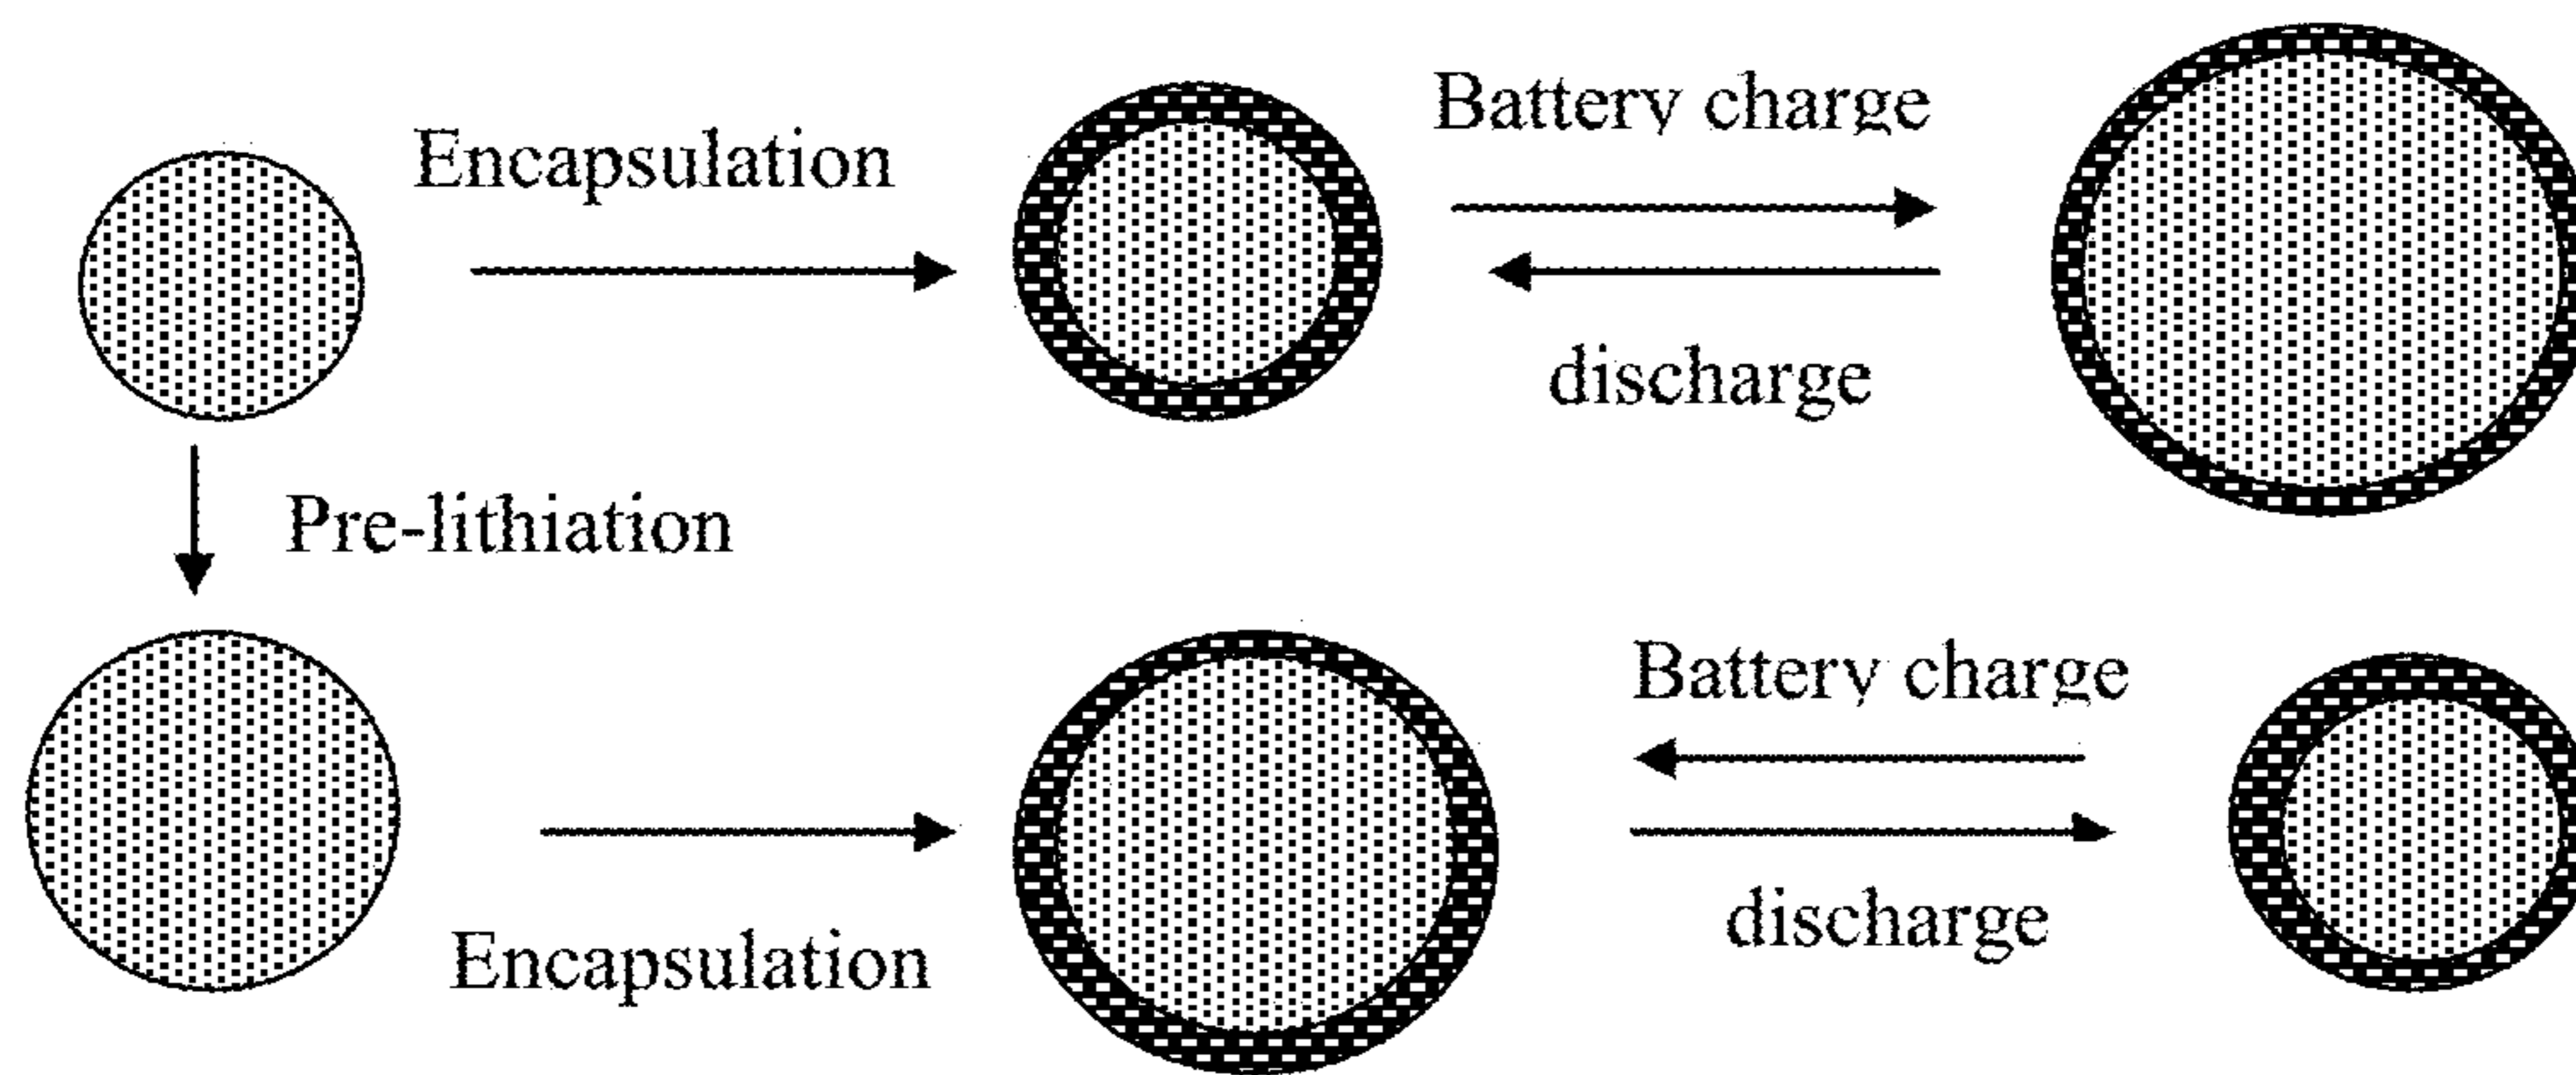 Encapsulation
Battery charge
discharge
Pre-lithiation
Battery charge
discharge
Encapsulation